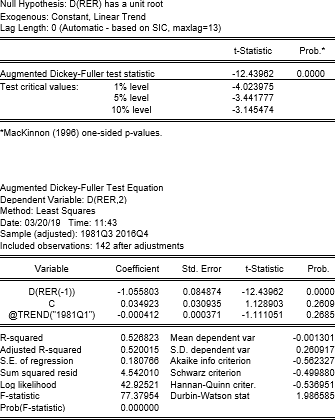 Null Hypothesis: D(RER) has a unit root
Exogenous: Constant, Linear Trend
Lag Length: 0 (Automatic - based on SIC, maxlag=13)
t-Statistic Prob.*
Augmented Dickey-Fuller test statistic -12.43962 0.0000
Test critical values: 1% level -4.023975
5% level -3.441777
10% level -3.145474
*MacKinnon (1996) one-sided p-values.
Augmented Dickey-Fuller Test Equation
Dependent Variable: D(RER,2)
Method: Least Squares
Date: 03/20/19 Time: 11:43
Sample (adjusted): 1981Q3 2016Q4
Included observations: 142 after adjustments
Variable Coefficient Std. Error t-Statistic Prob.
D(RER(-1)) -1.055803 0.084874 -12.43962 0.0000
C 0.034923 0.030935 1.128903 0.2609
@TREND("1981Q1") -0.000412 0.000371 -1.111051 0.2685
R-squared 0.526823 Mean dependent var -0.001301
Adjusted R-squared 0.520015 S.D. dependent var 0.260917
S.E. of regression 0.180766 Akaike info criterion -0.562327
Sum squared resid 4.542010 Schwarz criterion -0.499880
Log likelihood 42.92521 Hannan-Quinn criter. -0.536951
F-statistic 77.37954 Durbin-Watson stat 1.986585
Prob(F-statistic) 0.000000